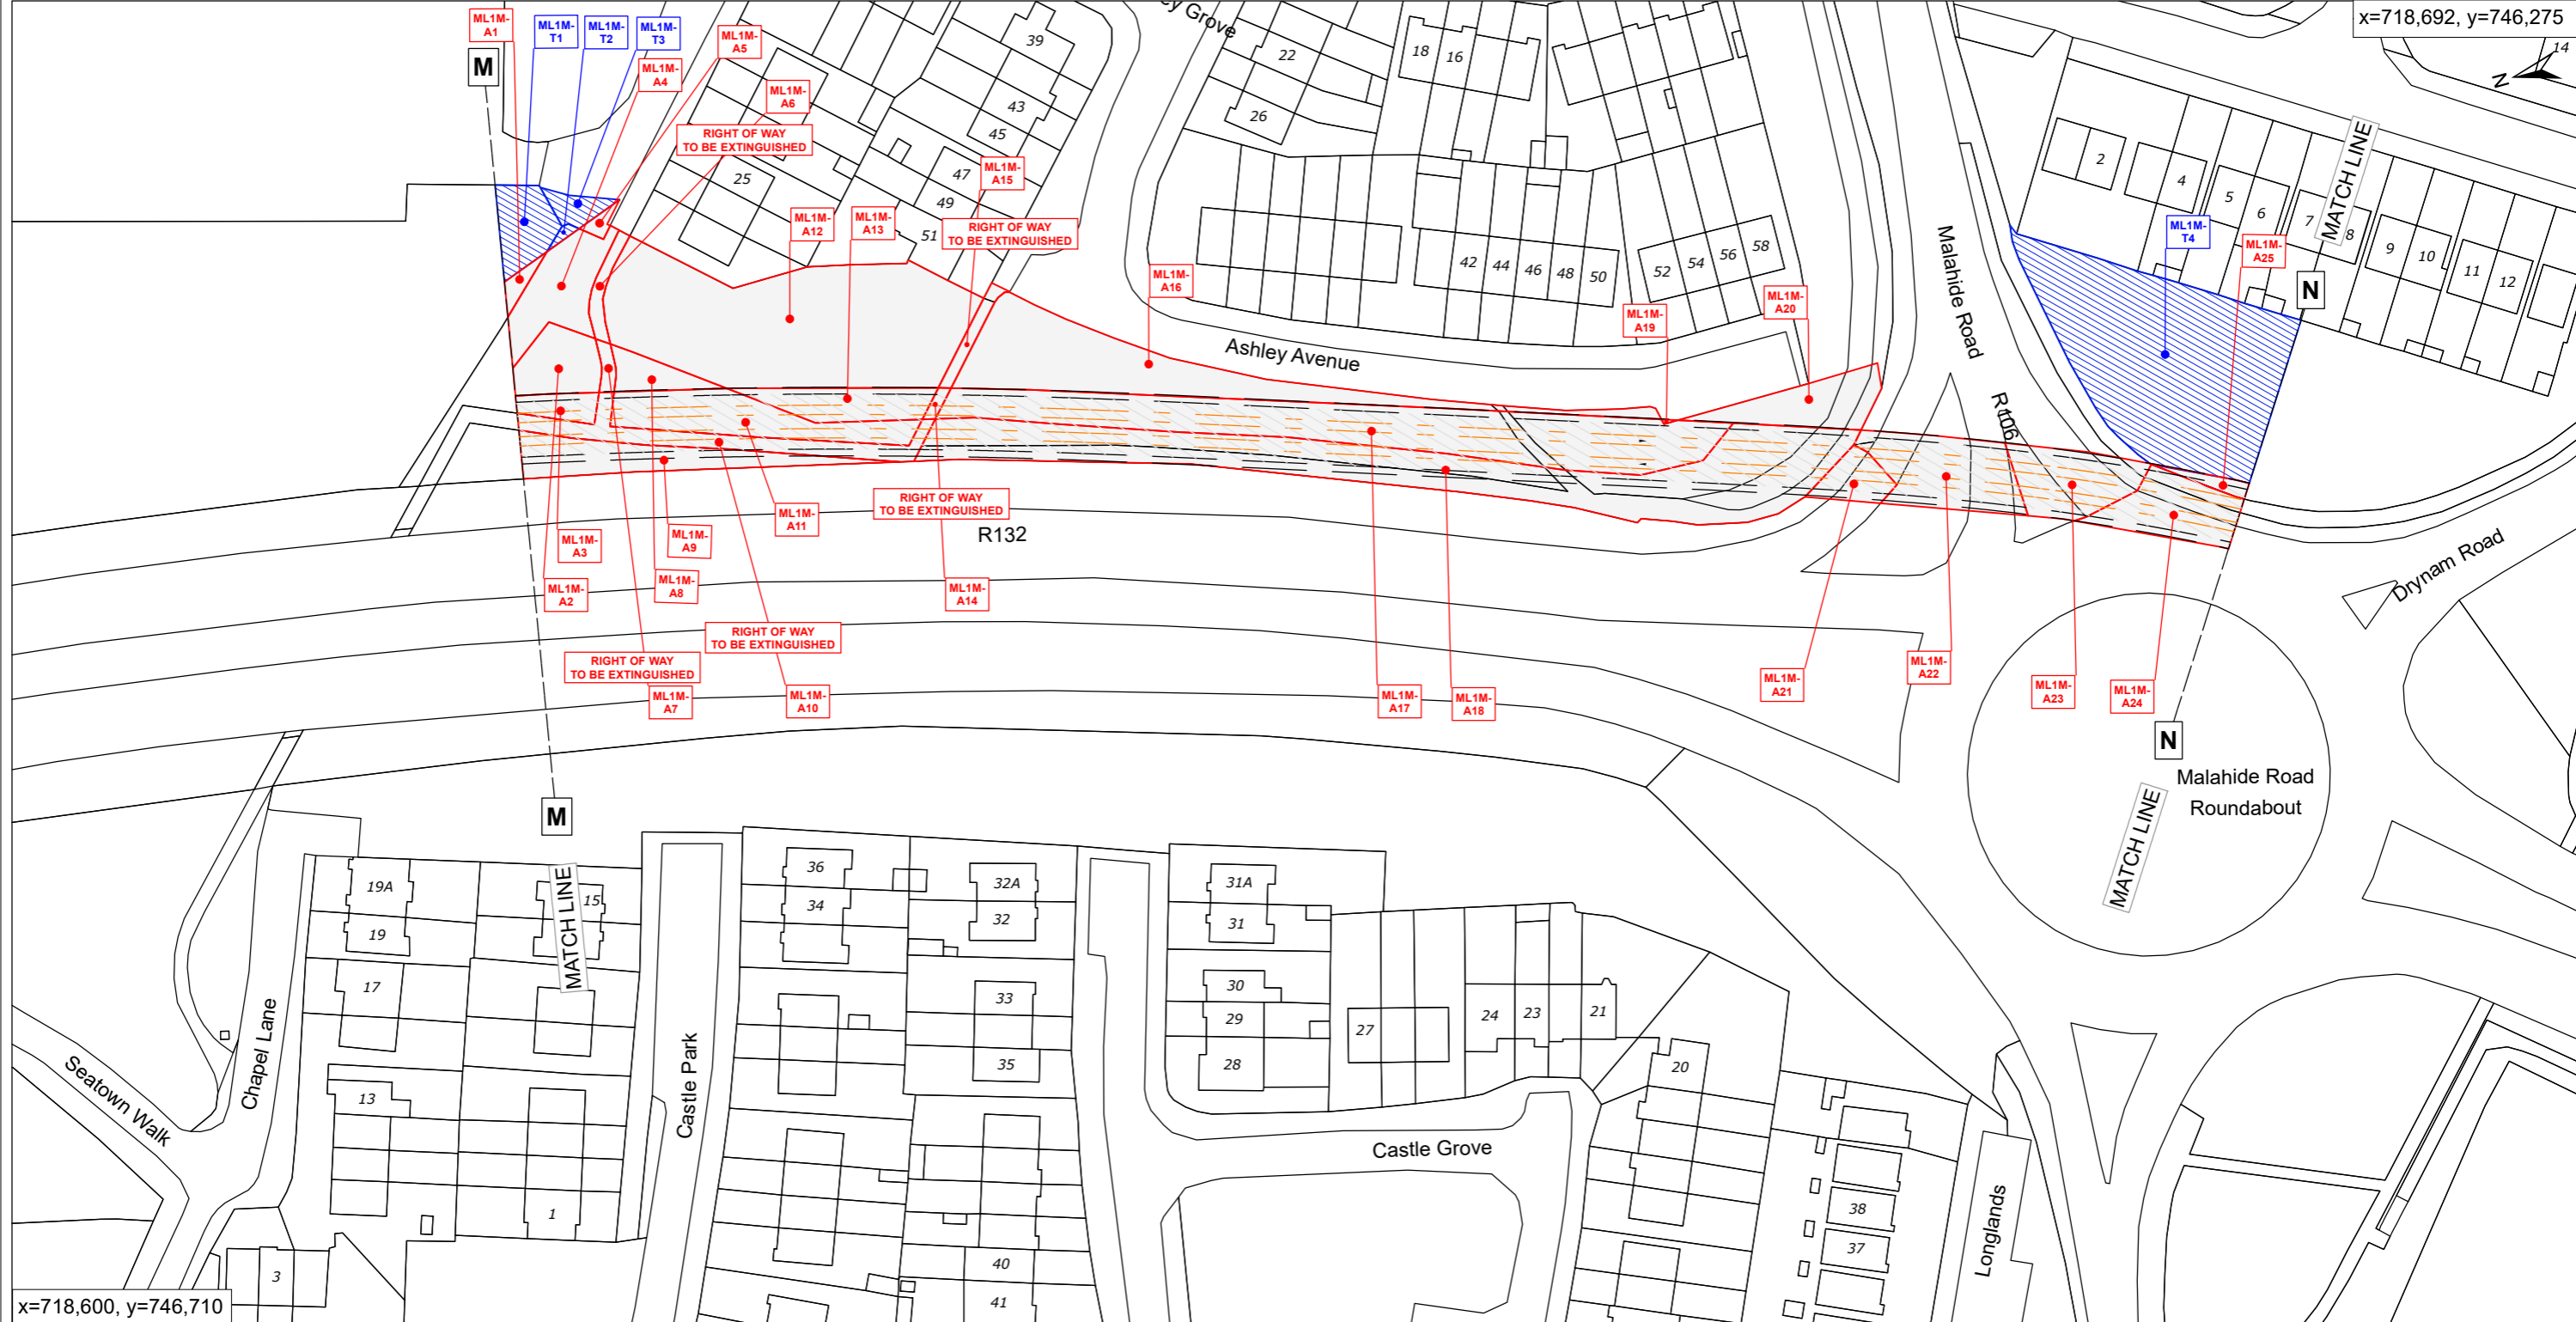 x=718,692, y=746,275
N
14
ML1M-
A1
ML1M-
T1
ML1M-
T2
ML1M-
T3
ML1M-
A5
ML1M-
A4
ML1M-
A6
M
RIGHT OF WAY
TO BE EXTINGUISHED
25
39
43
45
47
49
51
ML1M-
A15
ML1M-
A12
ML1M-
A13
RIGHT OF WAY
TO BE EXTINGUISHED
ML1M-
A16
ey Grove
22
26
18
16
42
44
46
48
50
52
54
56
58
ML1M-
A19
ML1M-
A20
Ashley Avenue
Malahide Road
R106
2
4
5
6
7
8
9
10
11
12
MATCH LINE
N
ML1M-
T4
ML1M-
A25
ML1M-
A3
ML1M-
A2
ML1M-
A9
ML1M-
A8
ML1M-
A11
RIGHT OF WAY
TO BE EXTINGUISHED
ML1M-
A14
R132
RIGHT OF WAY
TO BE EXTINGUISHED
RIGHT OF WAY
TO BE EXTINGUISHED
ML1M-
A7
ML1M-
A10
ML1M-
A17
ML1M-
A18
ML1M-
A21
ML1M-
A22
ML1M-
A23
ML1M-
A24
Drynam Road
N
Malahide Road
Roundabout
MATCH LINE
M
MATCH LINE
19A
19
17
15
13
1
3
Chapel Lane
Seatown Walk
Castle Park
36
34
32A
32
33
35
40
41
31A
31
30
29
28
27
24
23
21
20
Castle Grove
38
37
Longlands
x=718,600, y=746,710